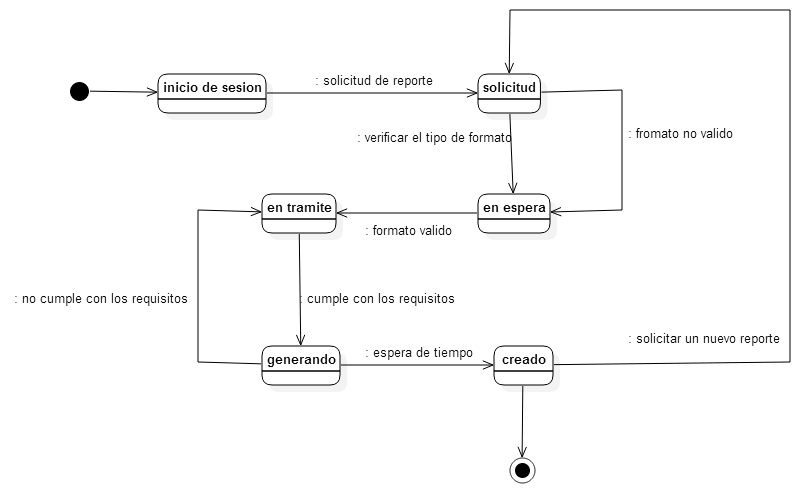 : solicitud de reporte
inicio de sesion
solicitud
: verificar el tipo de formato
: fromato no valido
en tramite
en espera
: formato valido
: no cumple con los requisitos
: cumple con los requisitos
: solicitar un nuevo reporte
: espera de tiempo
generando
creado